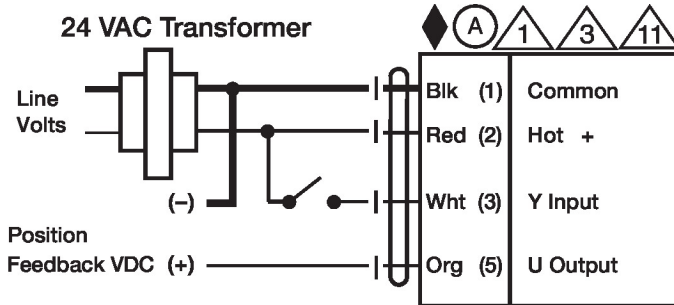 24 VAC Transformer
A 1 3 11
Line
Volts
Blk (1) Common
Red (2) Hot +
(–)
Wht (3) Y Input
Position
Feedback VDC (+)
Org (5) U Output